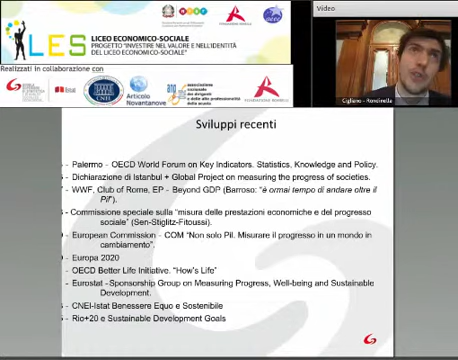 LES
LICEO ECONOMICO-SOCIALE
PROGETTO "INVESTIRE NEL VALORE E NELL'IDENTITÀ
DEL LICEO ECONOMICO-SOCIALE"
Realizzati in collaborazione con
CNEL
Articolo
Novantanove
Video
Cigliano - Rondinella
Sviluppi recenti
- Palermo - OECD World Forum on Key Indicators. Statistics, Knowledge and Policy.
- Dichiarazione di Istanbul + Global Project on measuring the progress of societies.
- WWF, Club of Rome, EP - Beyond GDP (Barroso: "é ormai tempo di andare oltre il
Pil").
- Commissione speciale sulla "misura delle prestazioni economiche e del progresso
sociale" (Sen-Stiglitz-Fitoussi).
- European Commission - COM "Non solo Pil. Misurare il progresso in un mondo in
cambiamento".
- Europa 2020
- OECD Better Life Initiative. "How's Life"
- Eurostat -Sponsorship Group on Measuring Progress, Well-being and Sustainable
Development.
- CNEl-Istat Benessere Equo e Sostenibile
- Rio+20 e Sustainable Development Goals